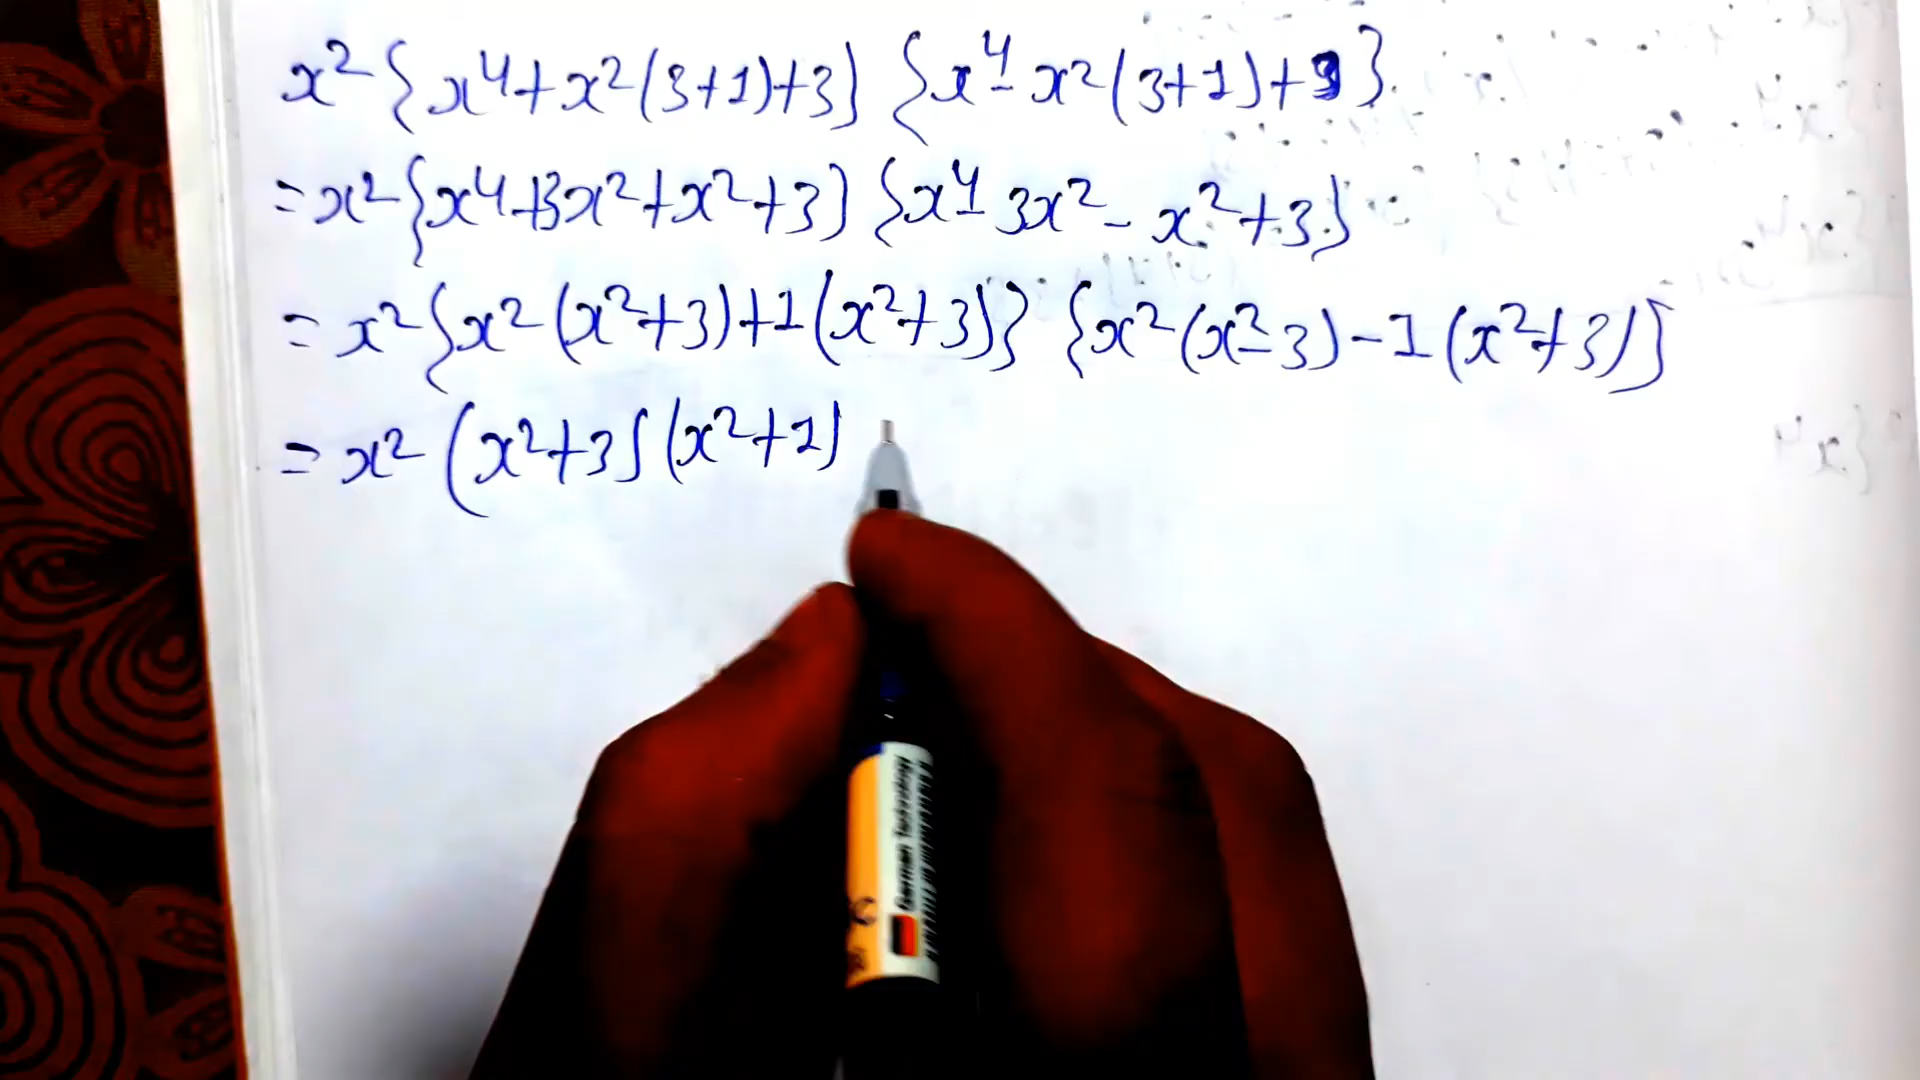 x² {x⁴+x²(3+1)+3} {x⁴-x²(3+1)+3}
=x²{x⁴+3x²+x²+3} {x⁴-3x²-x²+3}
=x²{x²(x²+3)+1(x²+3)} {x²(x²-3)-1(x²+3)}
=x² (x²+3)(x²+1)
German Technology